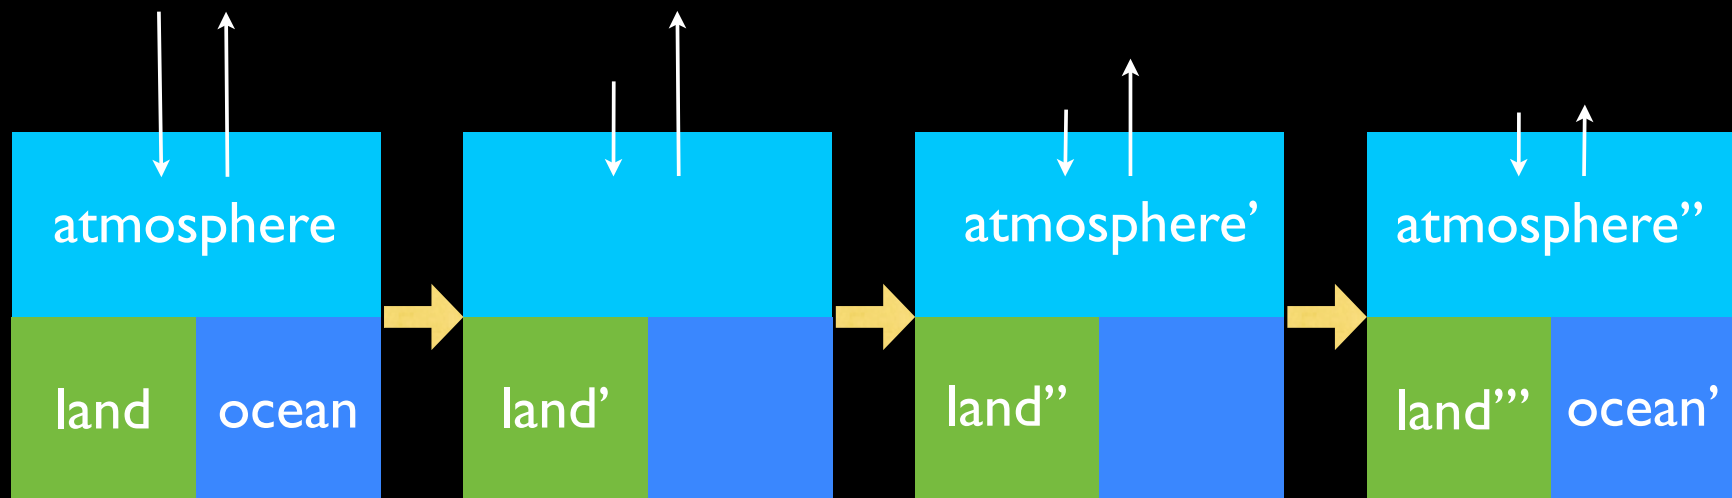 atmosphere
land ocean
land’
atmosphere’
land’’
atmosphere’’
land’’’ ocean’